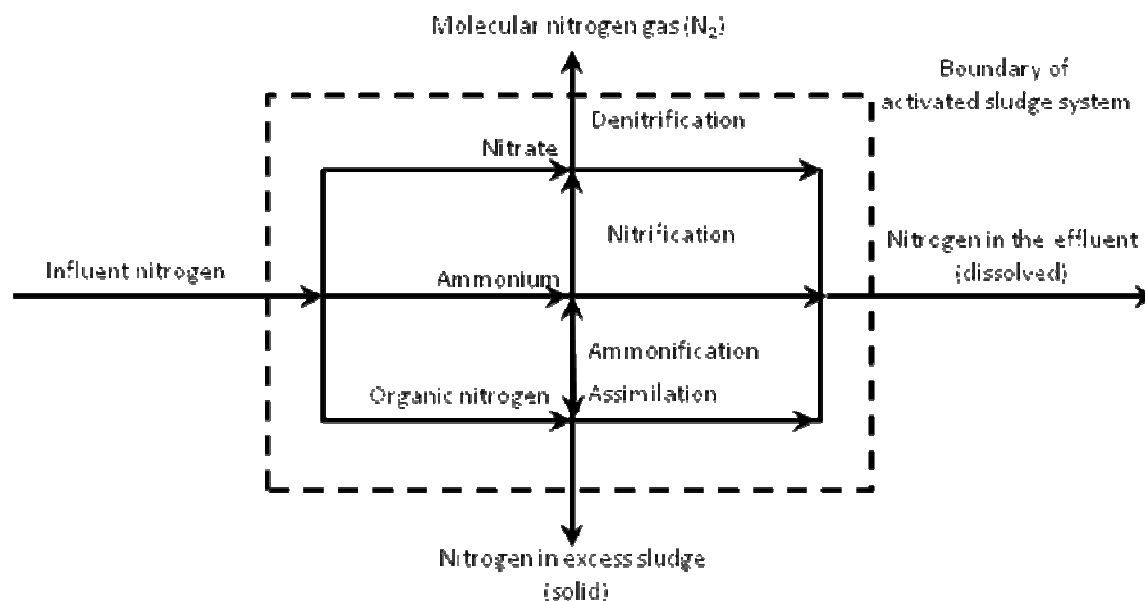 Molecular nitrogen gas (N₂)
Boundary of
activated sludge system
Denitrification
Nitrate
Nitrification
Nitrogen in the effluent
(dissolved)
Influent nitrogen
Ammonium
Ammonification
Organic nitrogen
Assimilation
Nitrogen in excess sludge
(solid)